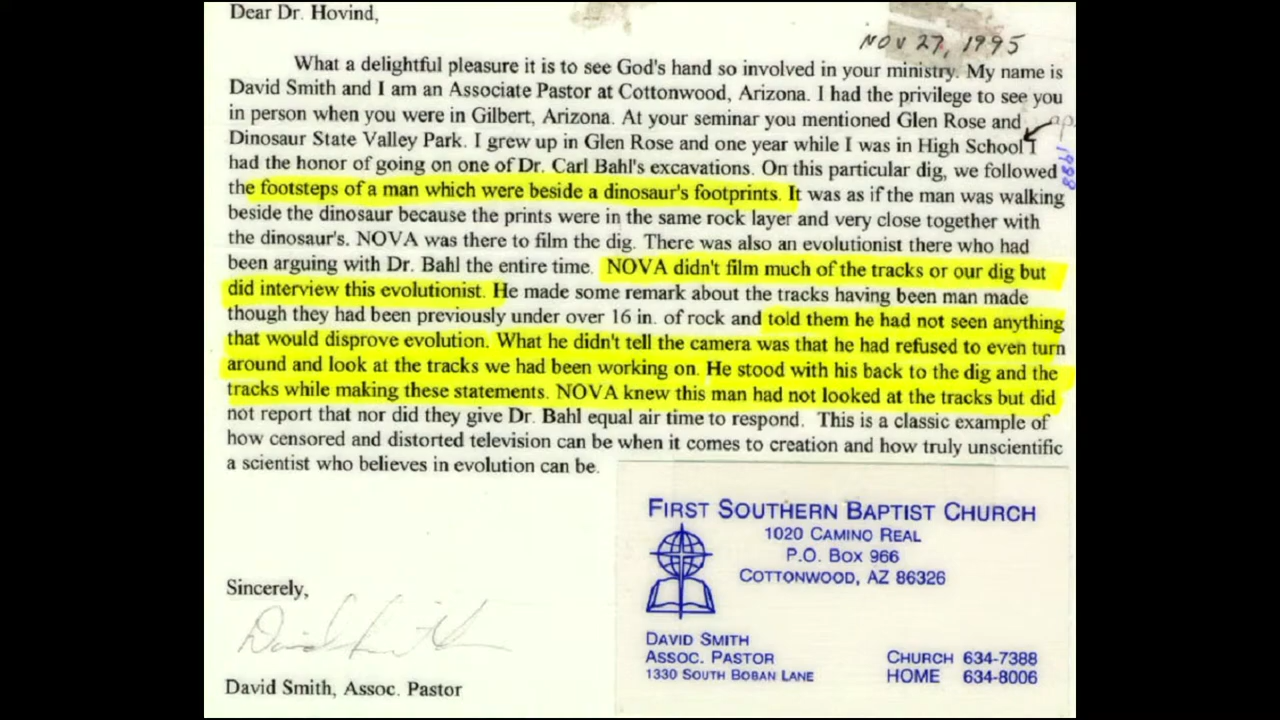 Dear Dr. Hovind,
NOV 27, 1995
What a delightful pleasure it is to see God's hand so involved in your ministry. My name is
David Smith and I am an Associate Pastor at Cottonwood, Arizona. I had the privilege to see you
in person when you were in Gilbert, Arizona. At your seminar you mentioned Glen Rose and
Dinosaur State Valley Park. I grew up in Glen Rose and one year while I was in High School I
had the honor of going on one of Dr. Carl Bahl's excavations. On this particular dig, we followed
the footsteps of a man which were beside a dinosaur's footprints. It was as if the man was walking
beside the dinosaur because the prints were in the same rock layer and very close together with
the dinosaur's. NOVA was there to film the dig. There was also an evolutionist there who had
been arguing with Dr. Bahl the entire time. NOVA didn't film much of the tracks or our dig but
did interview this evolutionist. He made some remark about the tracks having been man made
though they had been previously under over 16 in. of rock and told them he had not seen anything
that would disprove evolution. What he didn't tell the camera was that he had refused to even turn
around and look at the tracks we had been working on. He stood with his back to the dig and the
tracks while making these statements. NOVA knew this man had not looked at the tracks but did
not report that nor did they give Dr. Bahl equal air time to respond. This is a classic example of
how censored and distorted television can be when it comes to creation and how truly unscientific
a scientist who believes in evolution can be.
Sincerely,
David Smith
David Smith, Assoc. Pastor
FIRST SOUTHERN BAPTIST CHURCH
1020 CAMINO REAL
P.O. BOX 966
COTTONWOOD, AZ 86326
DAVID SMITH
ASSOC. PASTOR
1330 SOUTH BOBAN LANE
CHURCH 634-7388
HOME 634-8006